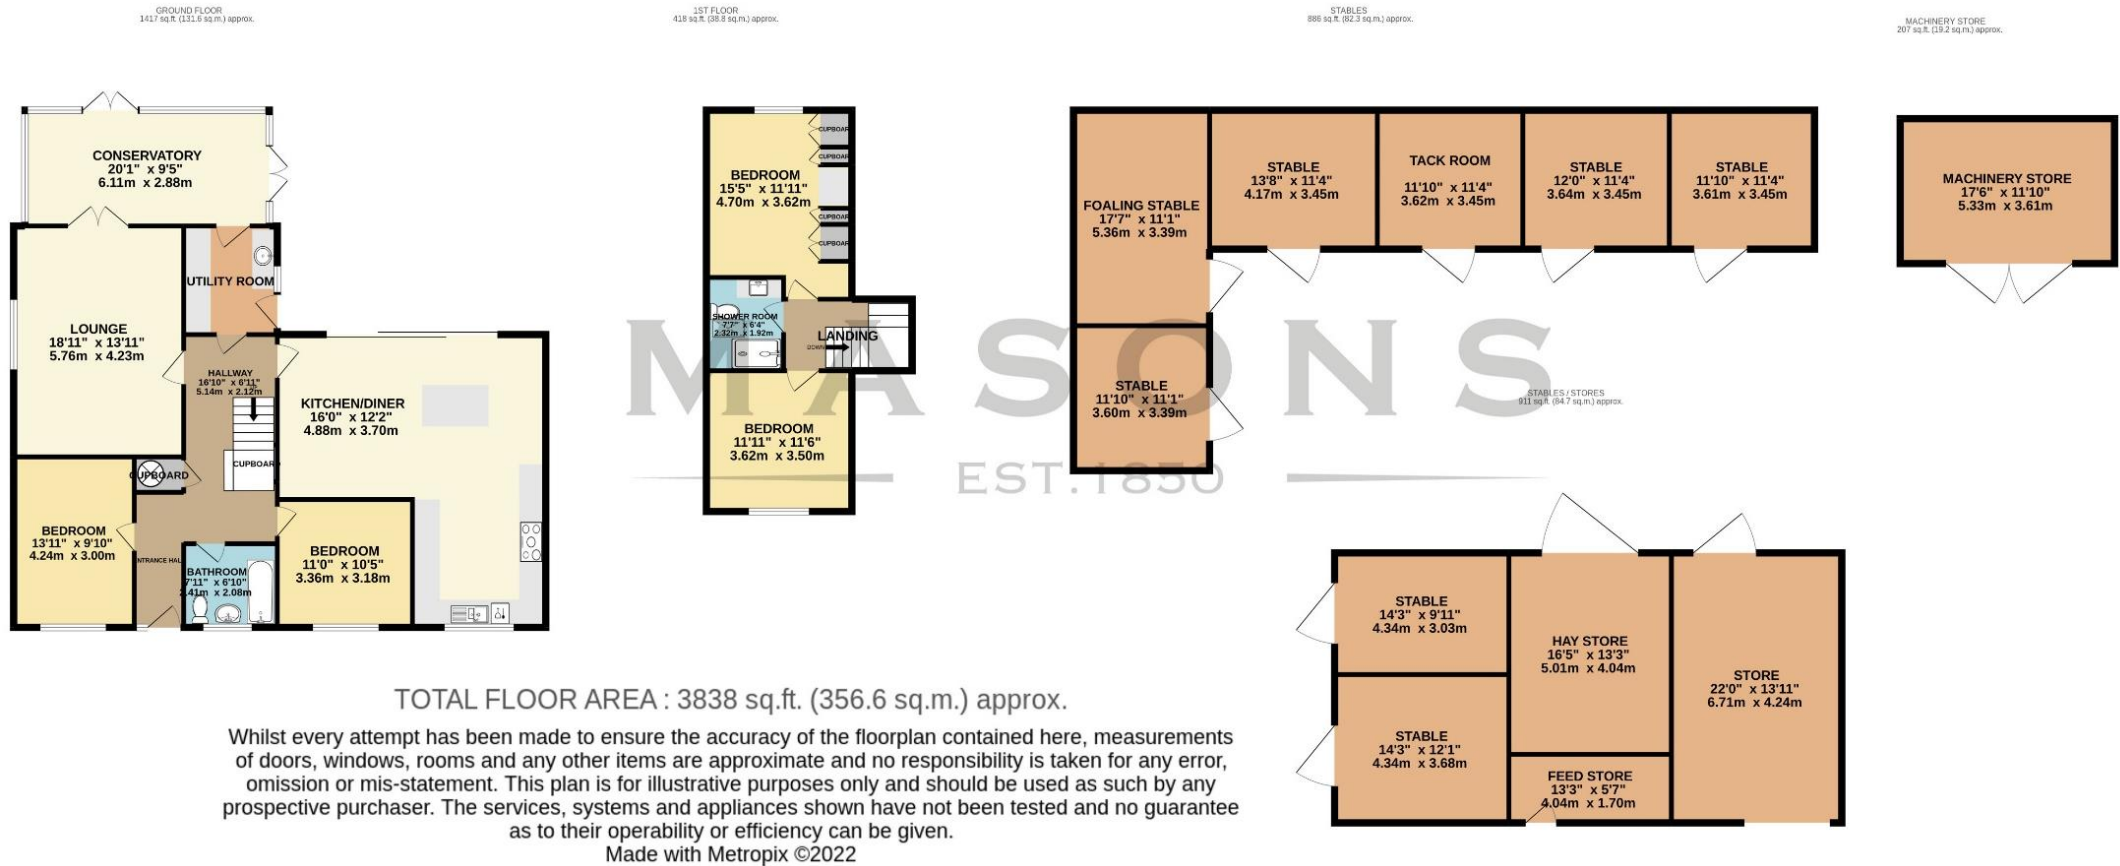 GROUND FLOOR
1417 sq.ft. (131.6 sq.m.) approx.
1ST FLOOR
418 sq.ft. (38.8 sq.m.) approx.
STABLES
886 sq.ft. (82.3 sq.m.) approx.
MACHINERY STORE
207 sq.ft. (19.2 sq.m.) approx.
CONSERVATORY
20'1" x 9'5"
6.11m x 2.88m
UTILITY ROOM
LOUNGE
18'11" x 13'11"
5.76m x 4.23m
HALLWAY
16'10" x 6'11"
5.14m x 2.12m
KITCHEN/DINER
16'0" x 12'2"
4.88m x 3.70m
CUPBOARD
CUPBOARD
BEDROOM
13'11" x 9'10"
4.24m x 3.00m
ENTRANCE HALL
BATHROOM
7'11" x 6'10"
2.41m x 2.08m
BEDROOM
11'0" x 10'5"
3.36m x 3.18m
BEDROOM
15'5" x 11'11"
4.70m x 3.62m
CUPBOARD
CUPBOARD
CUPBOARD
CUPBOARD
SHOWER ROOM
7'7" x 6'4"
2.32m x 1.92m
LANDING
DOWN
BEDROOM
11'11" x 11'6"
3.62m x 3.50m
FOALING STABLE
17'7" x 11'1"
5.36m x 3.39m
STABLE
13'8" x 11'4"
4.17m x 3.45m
TACK ROOM
11'10" x 11'4"
3.62m x 3.45m
STABLE
12'0" x 11'4"
3.64m x 3.45m
STABLE
11'10" x 11'4"
3.61m x 3.45m
STABLE
11'10" x 11'1"
3.60m x 3.39m
MACHINERY STORE
17'6" x 11'10"
5.33m x 3.61m
MASONS
EST.1850
STABLES / STORES
911 sq.ft. (84.7 sq.m.) approx.
STABLE
14'3" x 9'11"
4.34m x 3.03m
STABLE
14'3" x 12'1"
4.34m x 3.68m
HAY STORE
16'5" x 13'3"
5.01m x 4.04m
FEED STORE
13'3" x 5'7"
4.04m x 1.70m
STORE
22'0" x 13'11"
6.71m x 4.24m
TOTAL FLOOR AREA : 3838 sq.ft. (356.6 sq.m.) approx.
Whilst every attempt has been made to ensure the accuracy of the floorplan contained here, measurements
of doors, windows, rooms and any other items are approximate and no responsibility is taken for any error,
omission or mis-statement. This plan is for illustrative purposes only and should be used as such by any
prospective purchaser. The services, systems and appliances shown have not been tested and no guarantee
as to their operability or efficiency can be given.
Made with Metropix ©2022